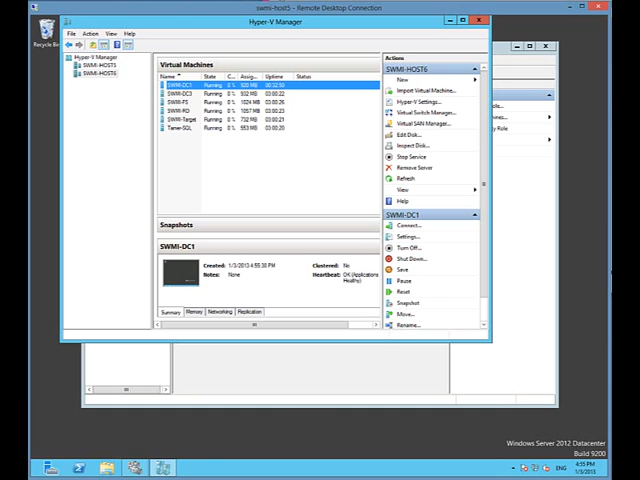 swmi-host5 - Remote Desktop Connection
Recycle Bin
Hyper-V Manager
File Action View Help
Hyper-V Manager
SWMI-HOST5
SWMI-HOST6
Virtual Machines
Name State C... Assig... Uptime Status
SWMI-DC1 Running 0 %
SWMI-DC3 Running 0 % 932 MB 03:00:22
SWMI-FS Running 0 % 1024 MB 03:00:26
SWMI-RD Running 0 % 1057 MB 03:00:23
SWMI-Target Running 0 % 732 MB 03:00:21
Tamer-SQL Running 0 % 553 MB 03:00:20
Snapshots
SWMI-DC1
Created: 1/3/2013 4:55:38 PM
Clustered: No
Notes: None
Heartbeat: OK (Applications Healthy)
Summary Memory Networking Replication
Actions
SWMI-HOST6
New
Import Virtual Machine...
Hyper-V Settings...
Virtual Switch Manager...
Virtual SAN Manager...
Edit Disk...
Inspect Disk...
Stop Service
Remove Server
Refresh
View
Help
SWMI-DC1
Connect...
Settings...
Turn Off...
Shut Down...
Save
Pause
Reset
Snapshot
Move...
Rename...
Role
Windows Server 2012 Datacenter
Build 9200
ENG
4:55 PM
1/3/2013